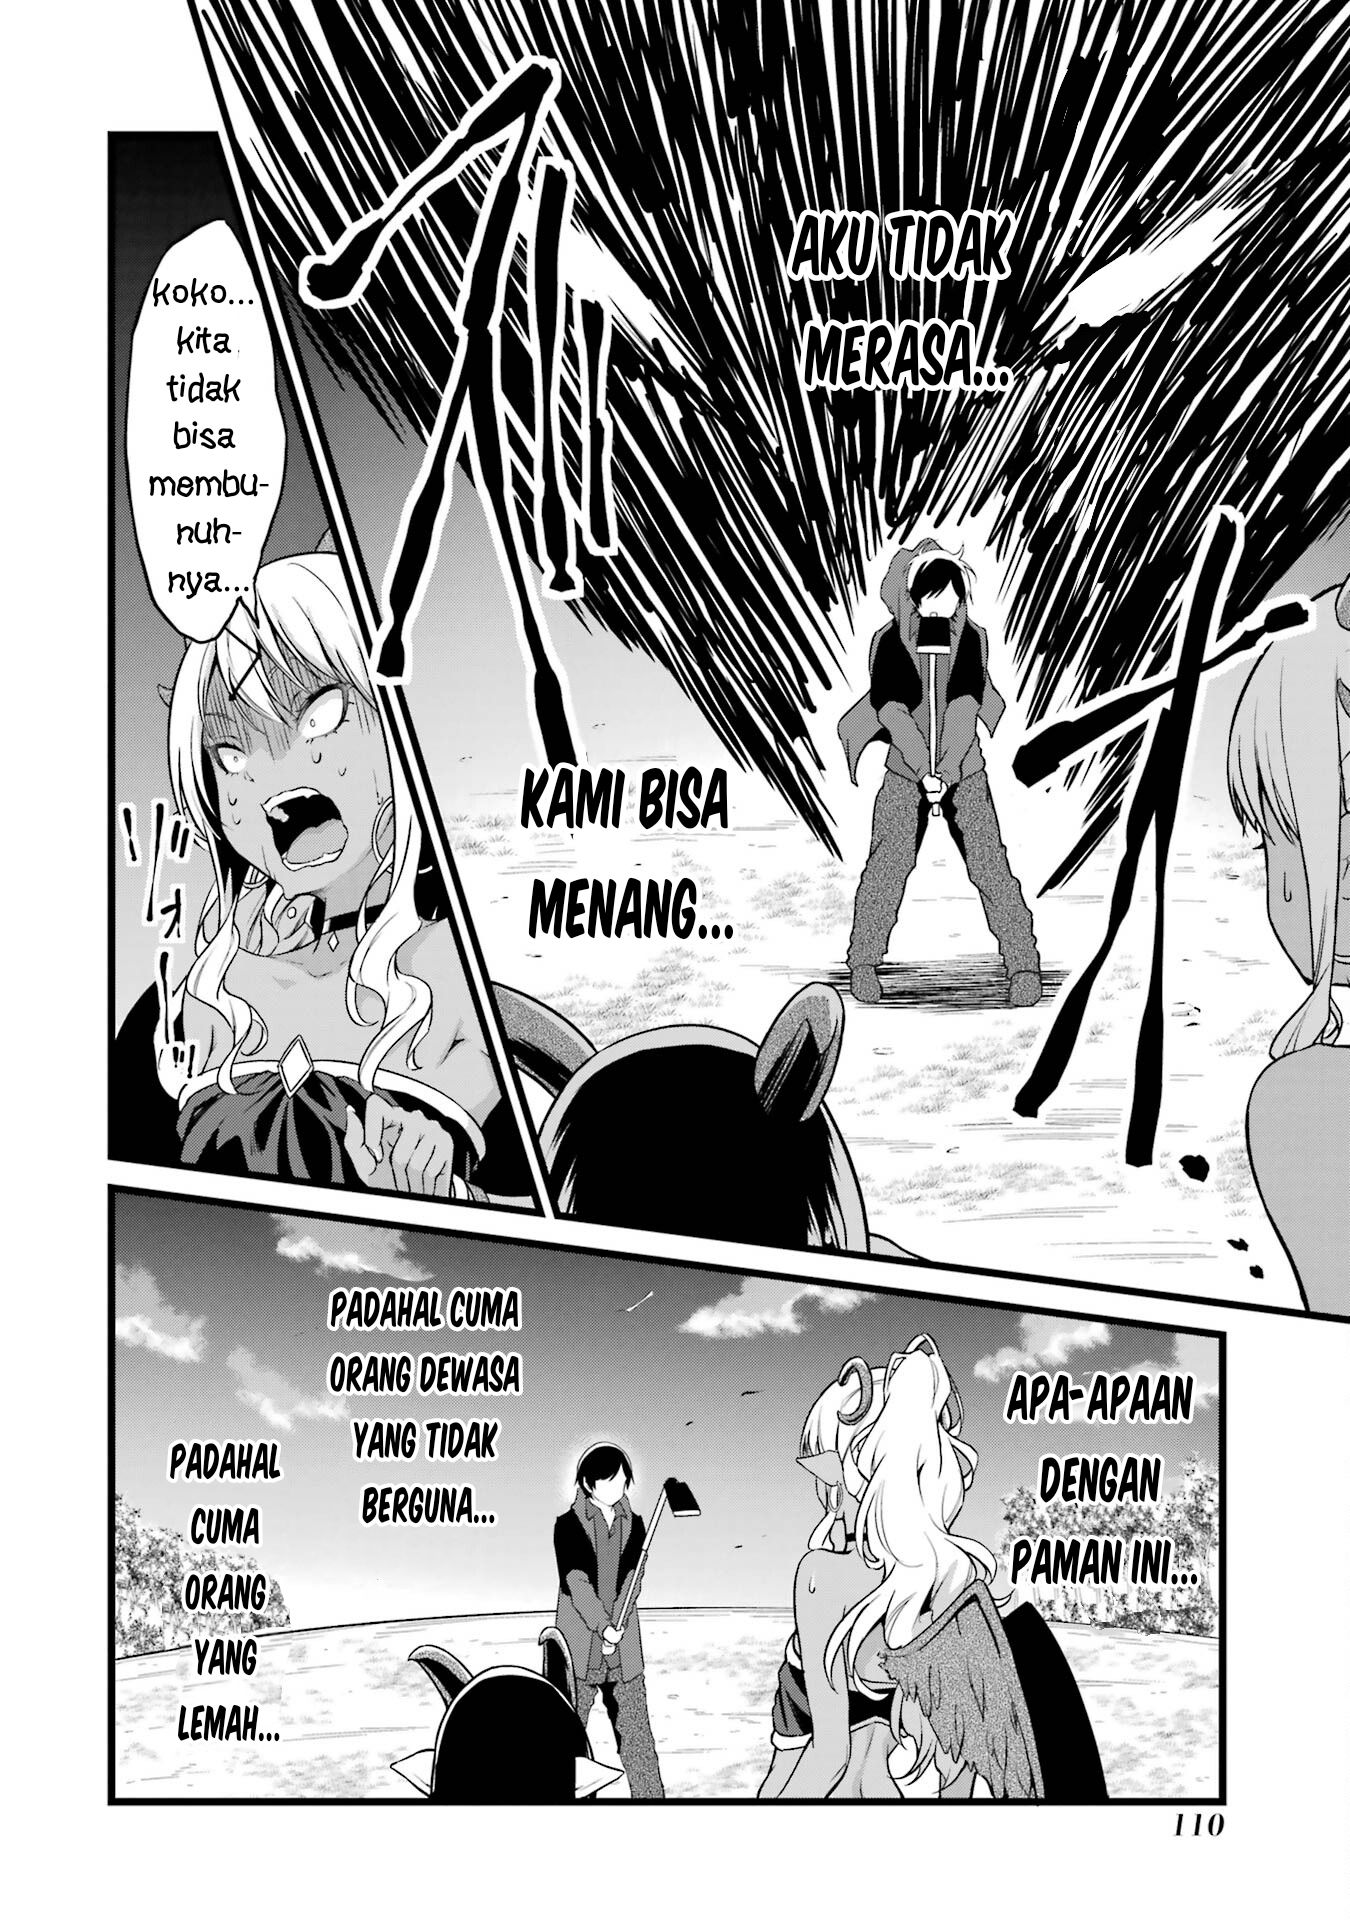 AKU TIDAK
MERASA...
KAMI BISA
MENANG...
koko...
kita
tidak
bisa
membu-
nuh-
nya...
APA-APAAN
DENGAN
PAMAN INI...
PADAHAL CUMA
ORANG DEWASA
YANG TIDAK
BERGUNA...
PADAHAL
CUMA
ORANG
YANG
LEMAH...
110